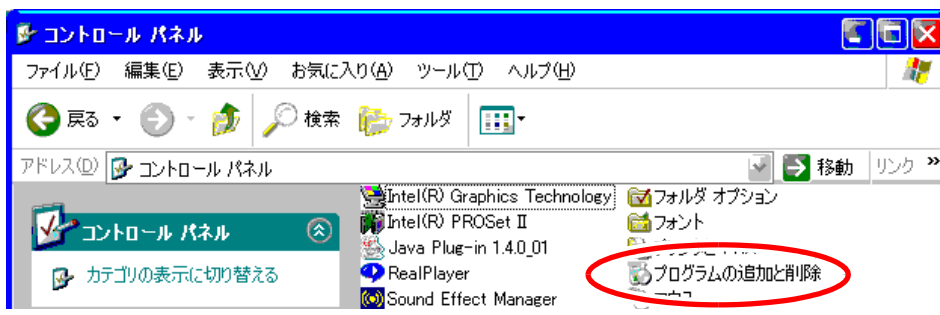 コントロール パネル
ファイル(F) 編集(E) 表示(V) お気に入り(A) ツール(T) ヘルプ(H)
戻る 検索 フォルダ
アドレス(D) コントロール パネル 移動 リンク »
コントロール パネル
カテゴリの表示に切り替える
Intel(R) Graphics Technology
Intel(R) PROSet II
Java Plug-in 1.4.0_01
RealPlayer
Sound Effect Manager
フォルダ オプション
フォント
プログラムの追加と削除